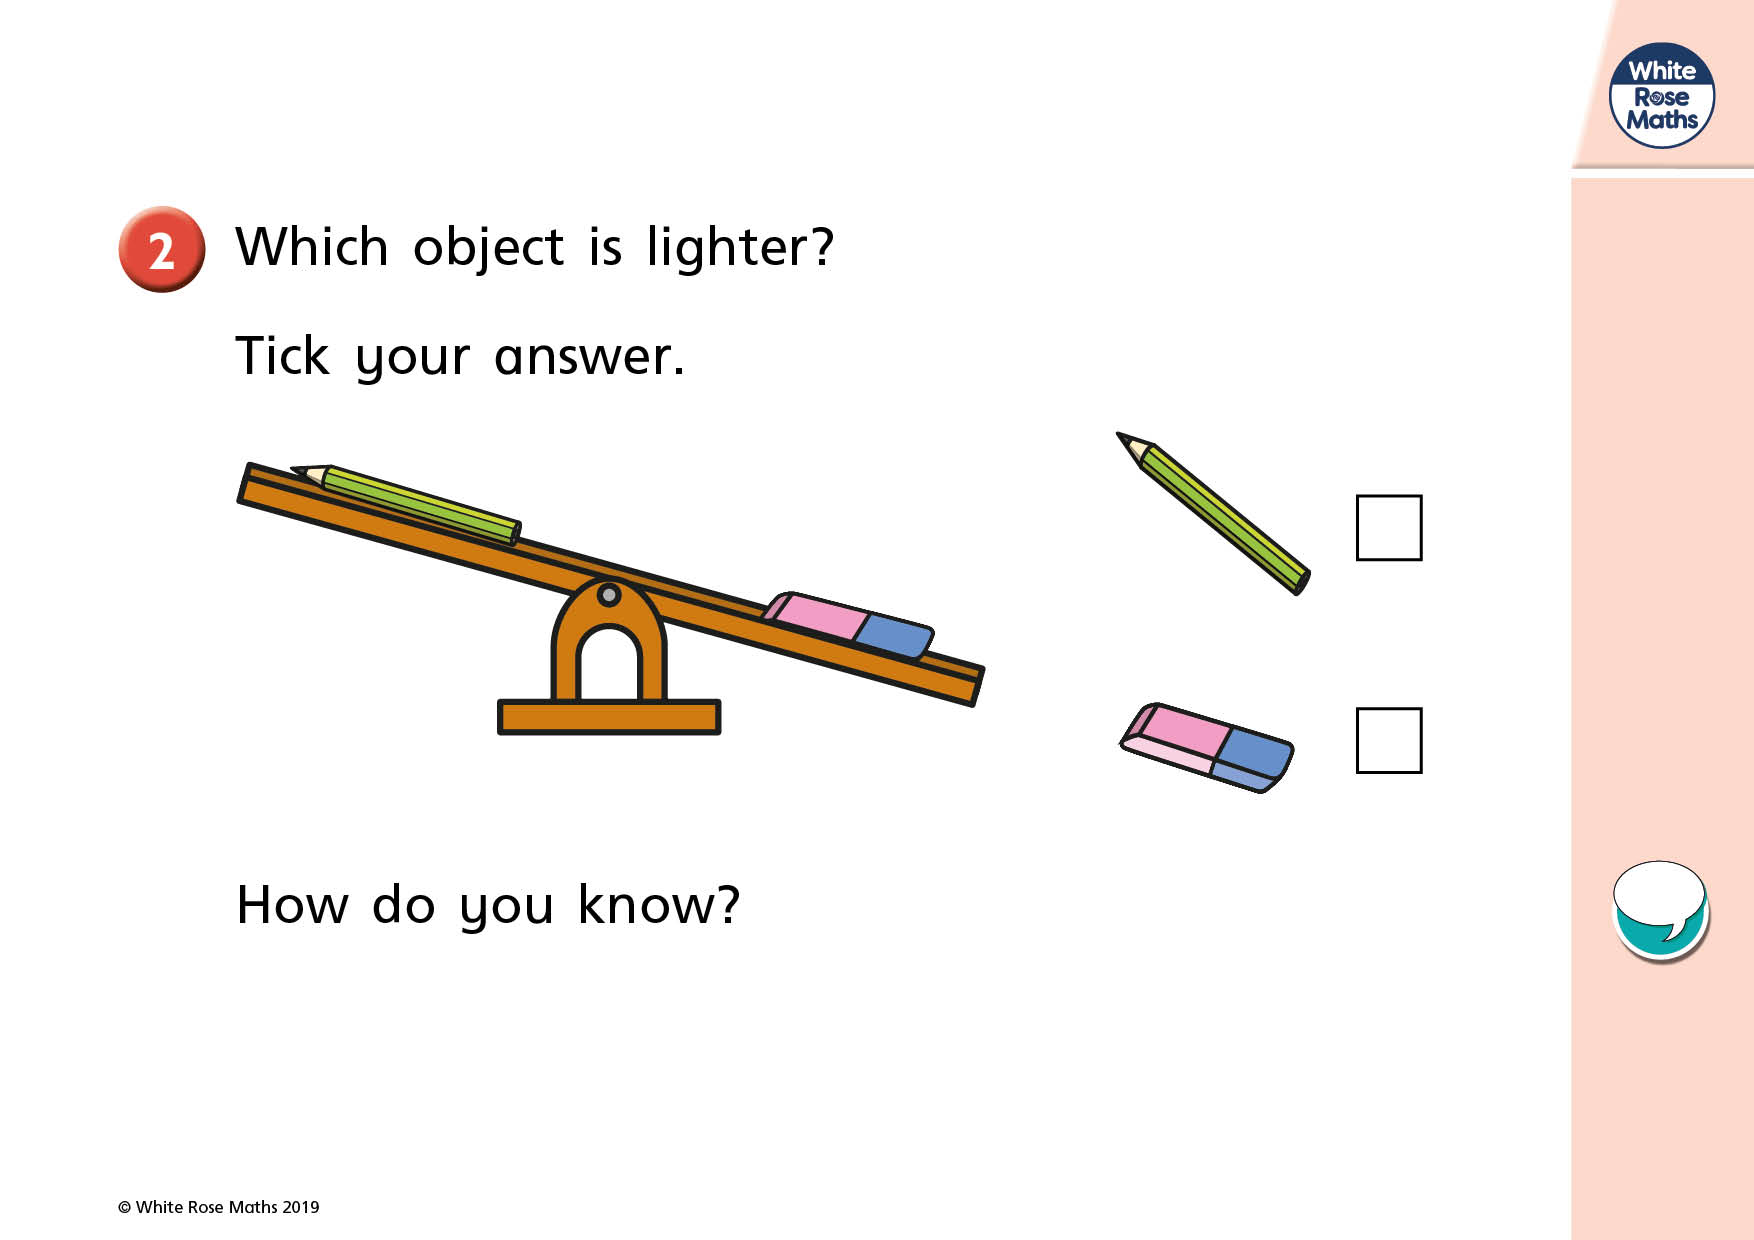 White
Rose
Maths
2 Which object is lighter?
Tick your answer.
How do you know?
© White Rose Maths 2019